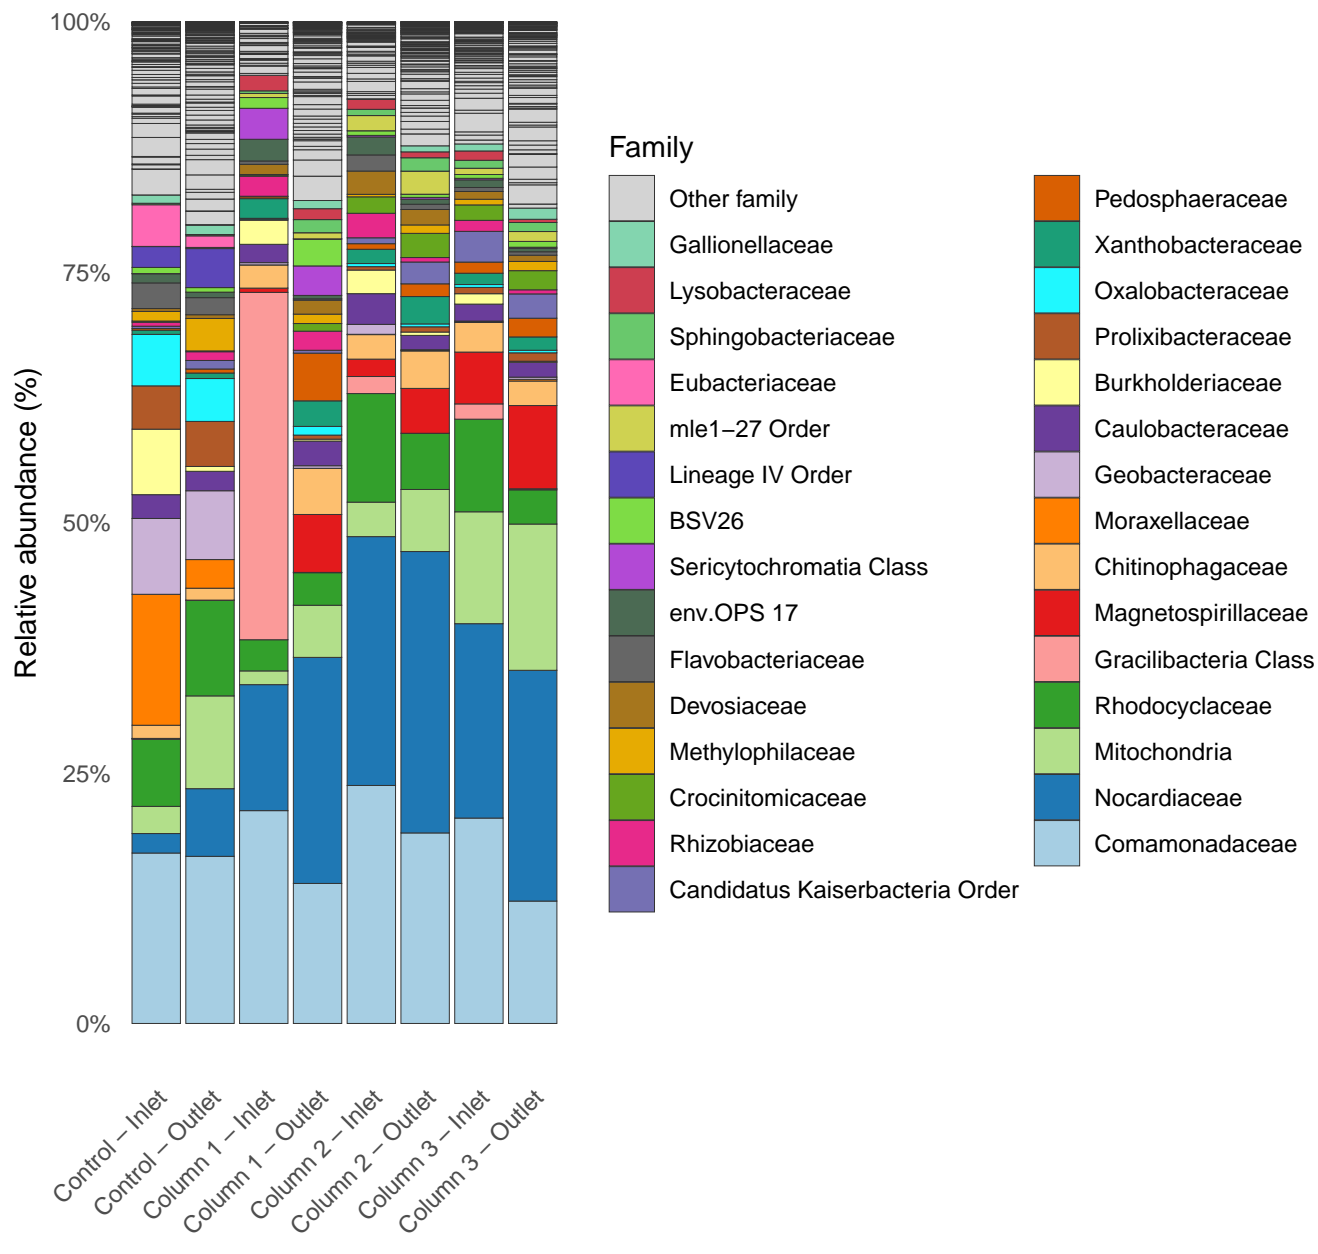 100%
75%
50%
25%
0%
Relative abundance (%)
Control – Inlet
Control – Outlet
Column 1 – Inlet
Column 1 – Outlet
Column 2 – Inlet
Column 2 – Outlet
Column 3 – Inlet
Column 3 – Outlet
Family
Other family
Gallionellaceae
Lysobacteraceae
Sphingobacteriaceae
Eubacteriaceae
mle1–27 Order
Lineage IV Order
BSV26
Sericytochromatia Class
env.OPS 17
Flavobacteriaceae
Devosiaceae
Methylophilaceae
Crocinitomicaceae
Rhizobiaceae
Candidatus Kaiserbacteria Order
Pedosphaeraceae
Xanthobacteraceae
Oxalobacteraceae
Prolixibacteraceae
Burkholderiaceae
Caulobacteraceae
Geobacteraceae
Moraxellaceae
Chitinophagaceae
Magnetospirillaceae
Gracilibacteria Class
Rhodocyclaceae
Mitochondria
Nocardiaceae
Comamonadaceae